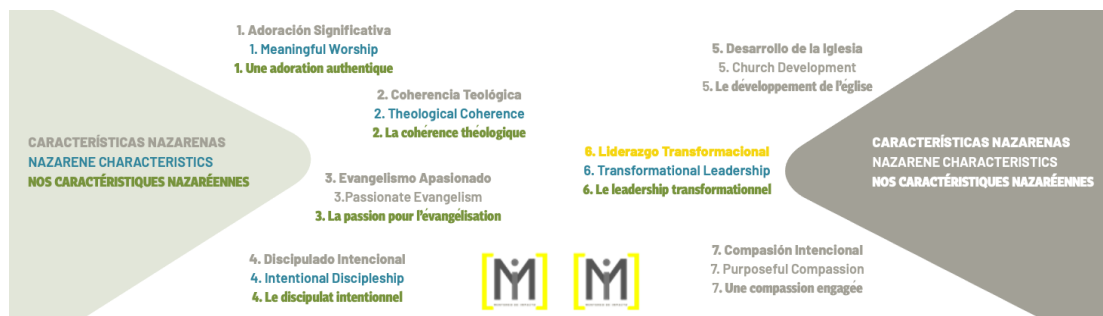 CARACTERÍSTICAS NAZARENAS
NAZARENE CHARACTERISTICS
NOS CARACTÉRISTIQUES NAZARÉENNES
1. Adoración Significativa
1. Meaningful Worship
1. Une adoration authentique
2. Coherencia Teológica
2. Theological Coherence
2. La cohérence théologique
3. Evangelismo Apasionado
3.Passionate Evangelism
3. La passion pour l'évangélisation
4. Discipulado Intencional
4. Intentional Discipleship
4. Le discipulat intentionnel
5. Desarrollo de la Iglesia
5. Church Development
5. Le développement de l'église
6. Liderazgo Transformacional
6. Transformational Leadership
6. Le leadership transformationnel
7. Compasión Intencional
7. Purposeful Compassion
7. Une compassion engagée
CARACTERÍSTICAS NAZARENAS
NAZARENE CHARACTERISTICS
NOS CARACTÉRISTIQUES NAZARÉENNES
[MI]
[MI]